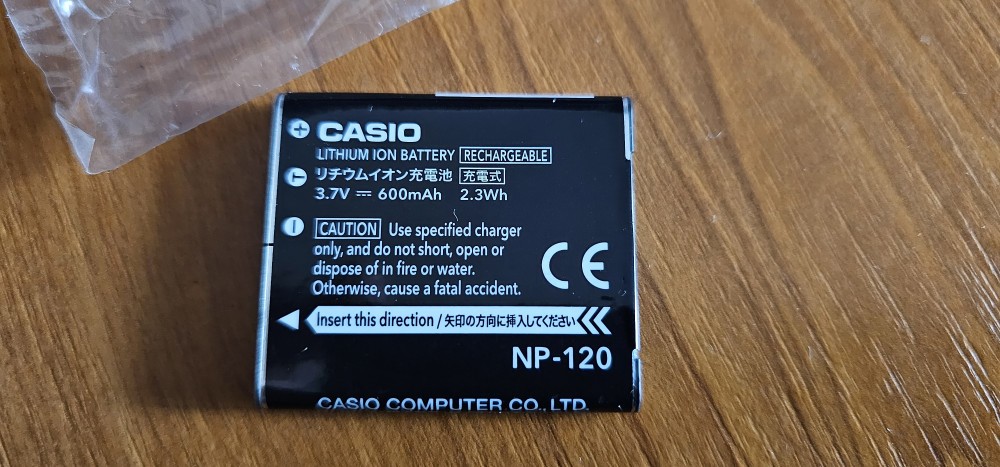 + CASIO
LITHIUM ION BATTERY RECHARGEABLE
T リチウムイオン充電池 充電式
3.7V 600mAh 2.3Wh
− CAUTION Use specified charger
only, and do not short, open or
dispose of in fire or water.
Otherwise, cause a fatal accident.
CE
Insert this direction / 矢印の方向に挿入してください
NP-120
CASIO COMPUTER CO., LTD.